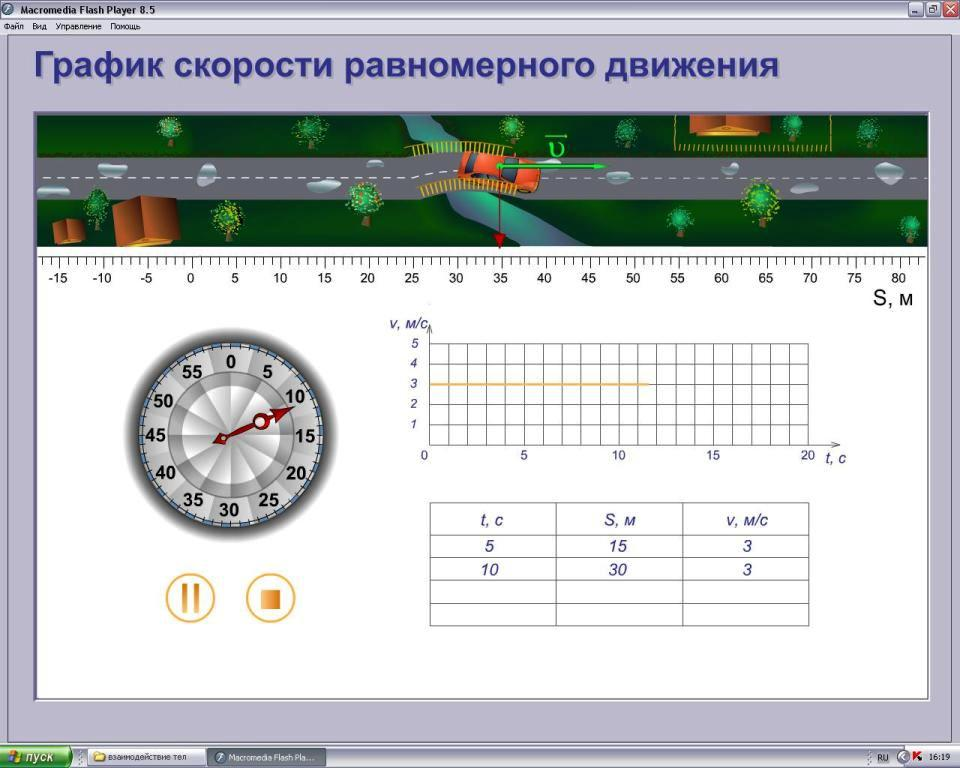 Macromedia Flash Player 8.5
Файл Вид Управление Помощь
График скорости равномерного движения
υ
-15 -10 -5 0 5 10 15 20 25 30 35 40 45 50 55 60 65 70 75 80
S, м
0 5 10 15 20 25 30 35 40 45 50 55
v, м/с
5
4
3
2
1
0 5 10 15 20 t, с
t, с S, м v, м/с
5 15 3
10 30 3
пуск взаимодействие тел Macromedia Flash Pla... RU 16:19